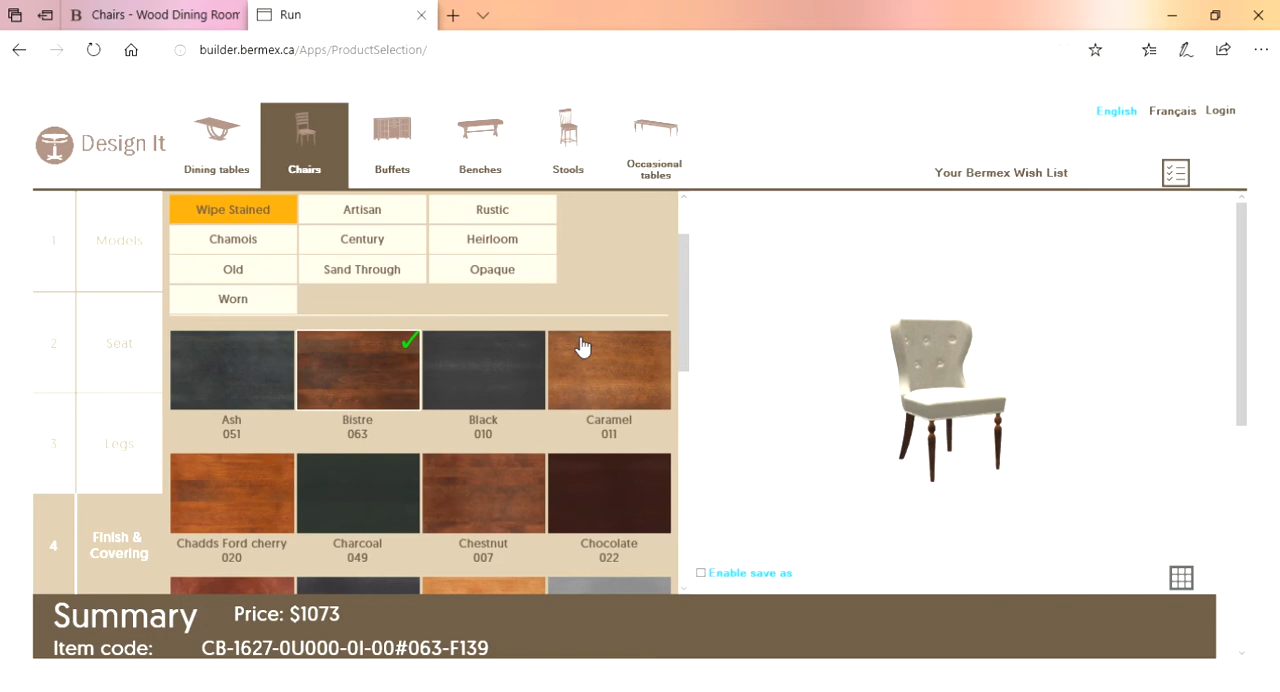 Chairs - Wood Dining Room
Run
builder.bermex.ca/Apps/ProductSelection/
English Français Login
Design It
Dining tables
Chairs
Buffets
Benches
Stools
Occasional
tables
Your Bermex Wish List
1 Models
2 Seat
3 Legs
4 Finish &
Covering
Wipe Stained Artisan Rustic
Chamois Century Heirloom
Old Sand Through Opaque
Worn
Ash Bistre Black Caramel
051 063 010 011
Chadds Ford cherry Charcoal Chestnut Chocolate
020 049 007 022
Enable save as
Summary Price: $1073
Item code: CB-1627-0U000-0I-00#063-F139